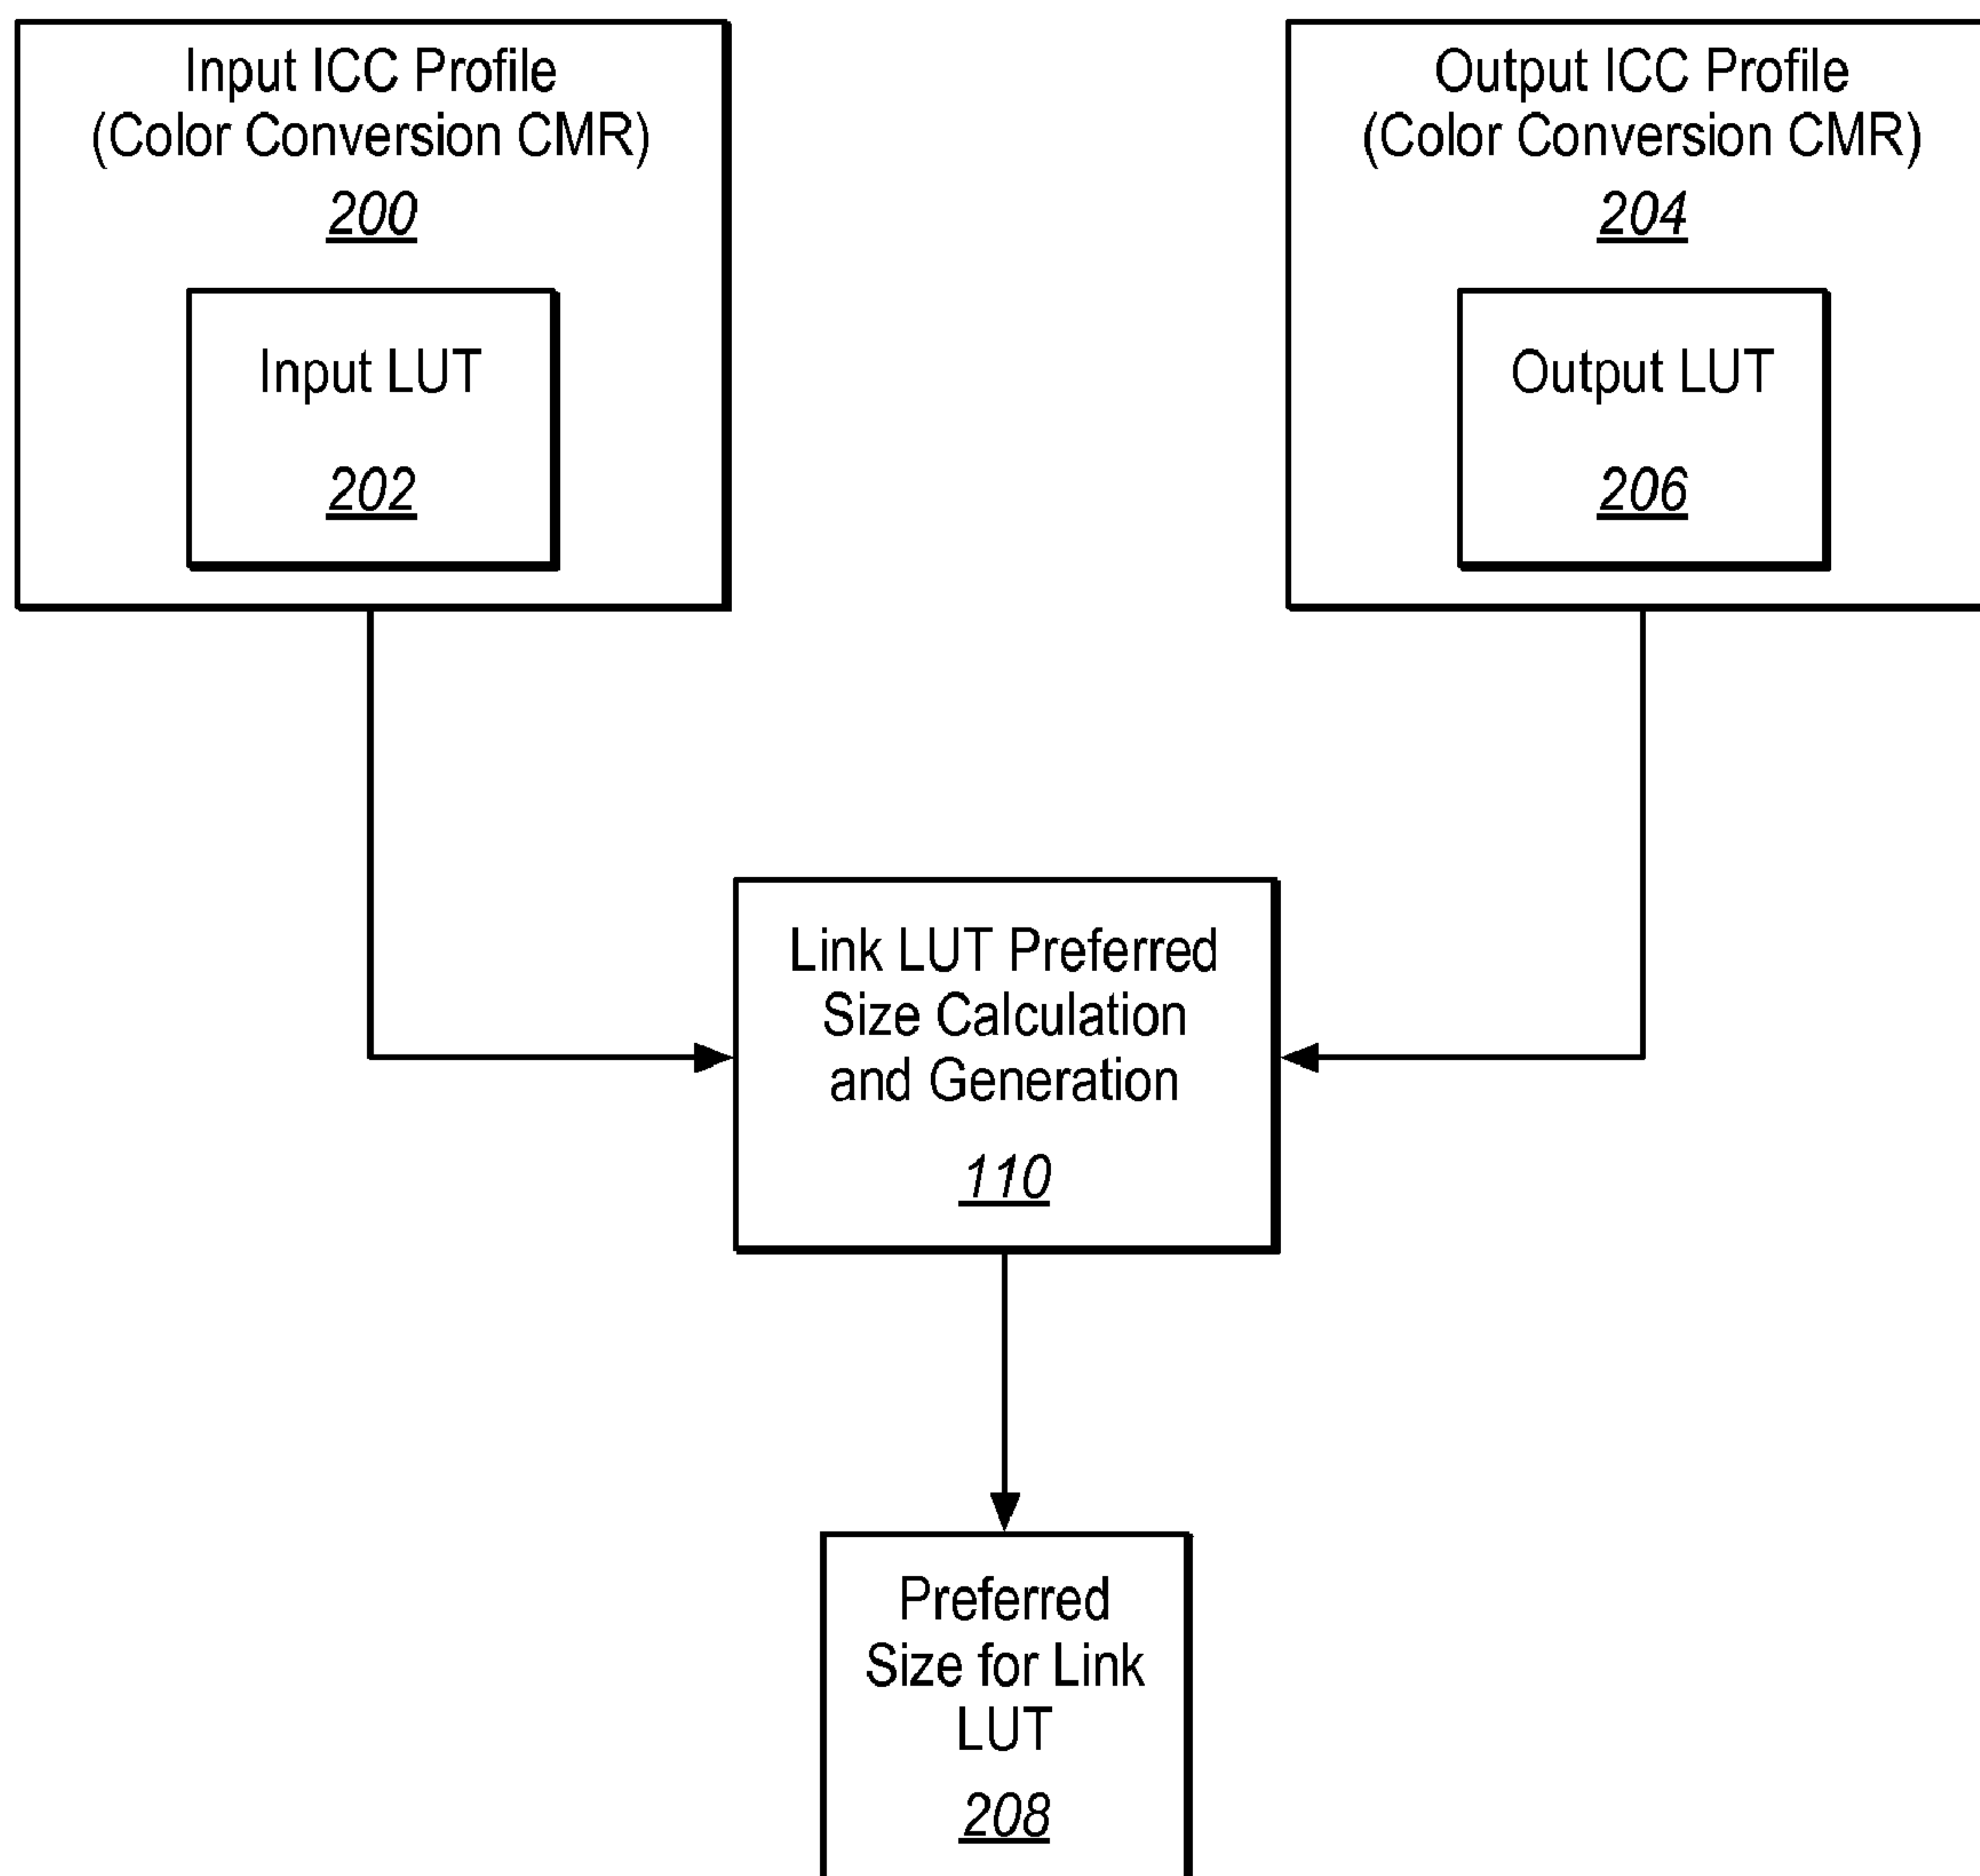 Input ICC Profile
(Color Conversion CMR)
200
Input LUT
202
Output ICC Profile
(Color Conversion CMR)
204
Output LUT
206
Link LUT Preferred
Size Calculation
and Generation
110
Preferred
Size for Link
LUT
208